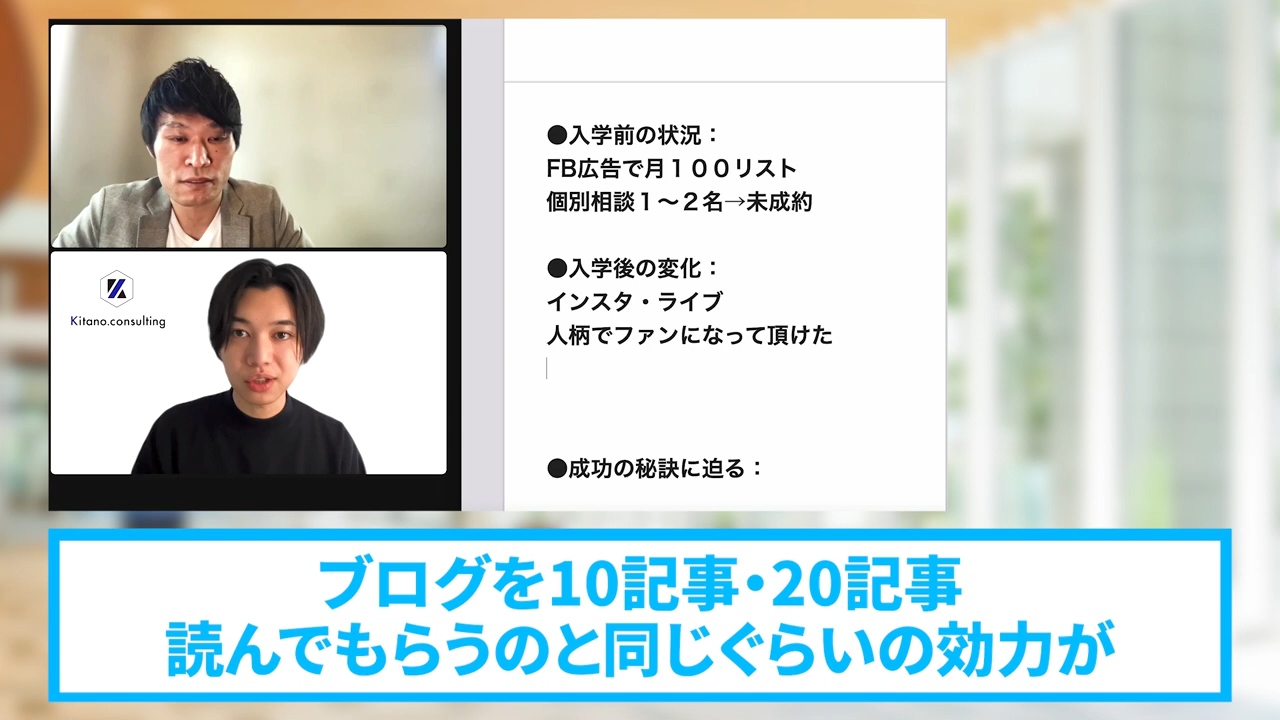 Kitano.consulting
●入学前の状況：
FB広告で月１００リスト
個別相談１〜２名→未成約
●入学後の変化：
インスタ・ライブ
人柄でファンになって頂けた
●成功の秘訣に迫る：
ブログを10記事・20記事
読んでもらうのと同じぐらいの効力が